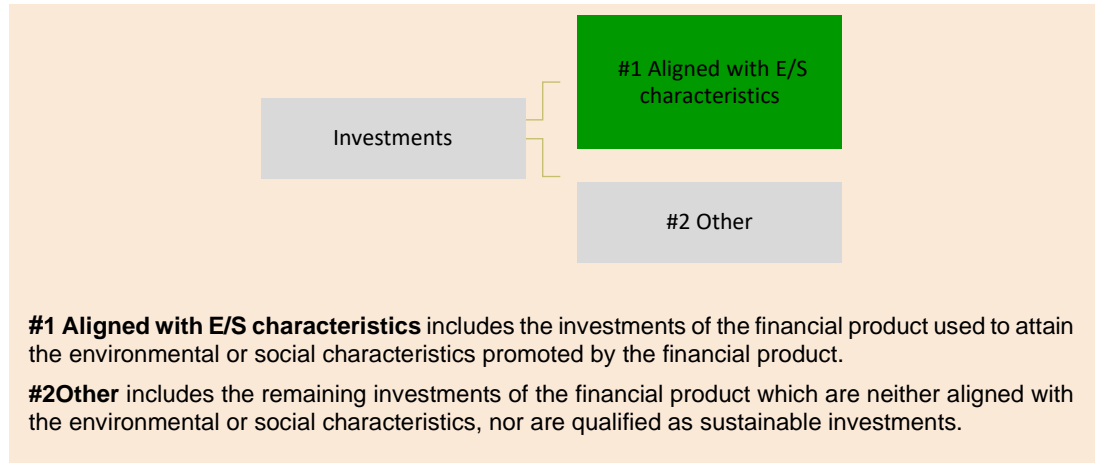 #1 Aligned with E/S
characteristics
Investments
#2 Other
#1 Aligned with E/S characteristics includes the investments of the financial product used to attain
the environmental or social characteristics promoted by the financial product.
#2Other includes the remaining investments of the financial product which are neither aligned with
the environmental or social characteristics, nor are qualified as sustainable investments.